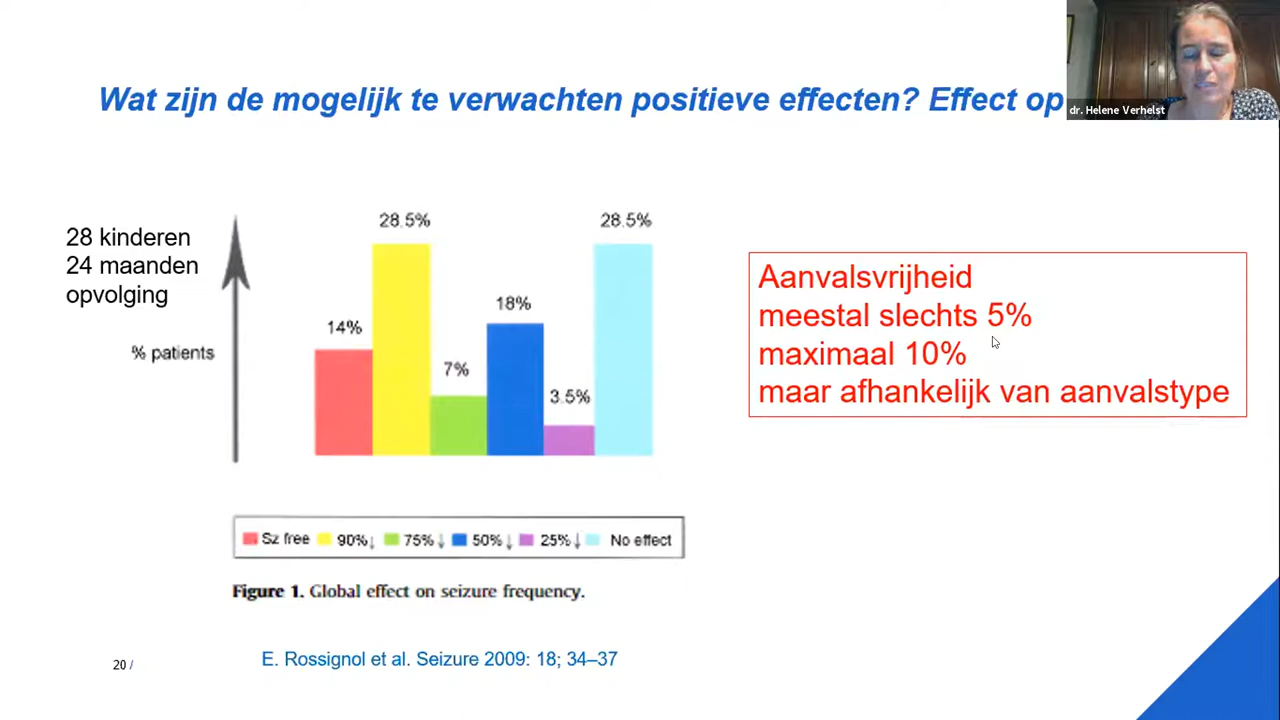 Wat zijn de mogelijk te verwachten positieve effecten? Effect op
dr. Helene Verhelst
28 kinderen
24 maanden
opvolging
% patients
14%
28.5%
7%
18%
3.5%
28.5%
Sz free 90%↓ 75%↓ 50%↓ 25%↓ No effect
Figure 1. Global effect on seizure frequency.
Aanvalsvrijheid
meestal slechts 5%
maximaal 10%
maar afhankelijk van aanvalstype
20 /
E. Rossignol et al. Seizure 2009: 18; 34–37